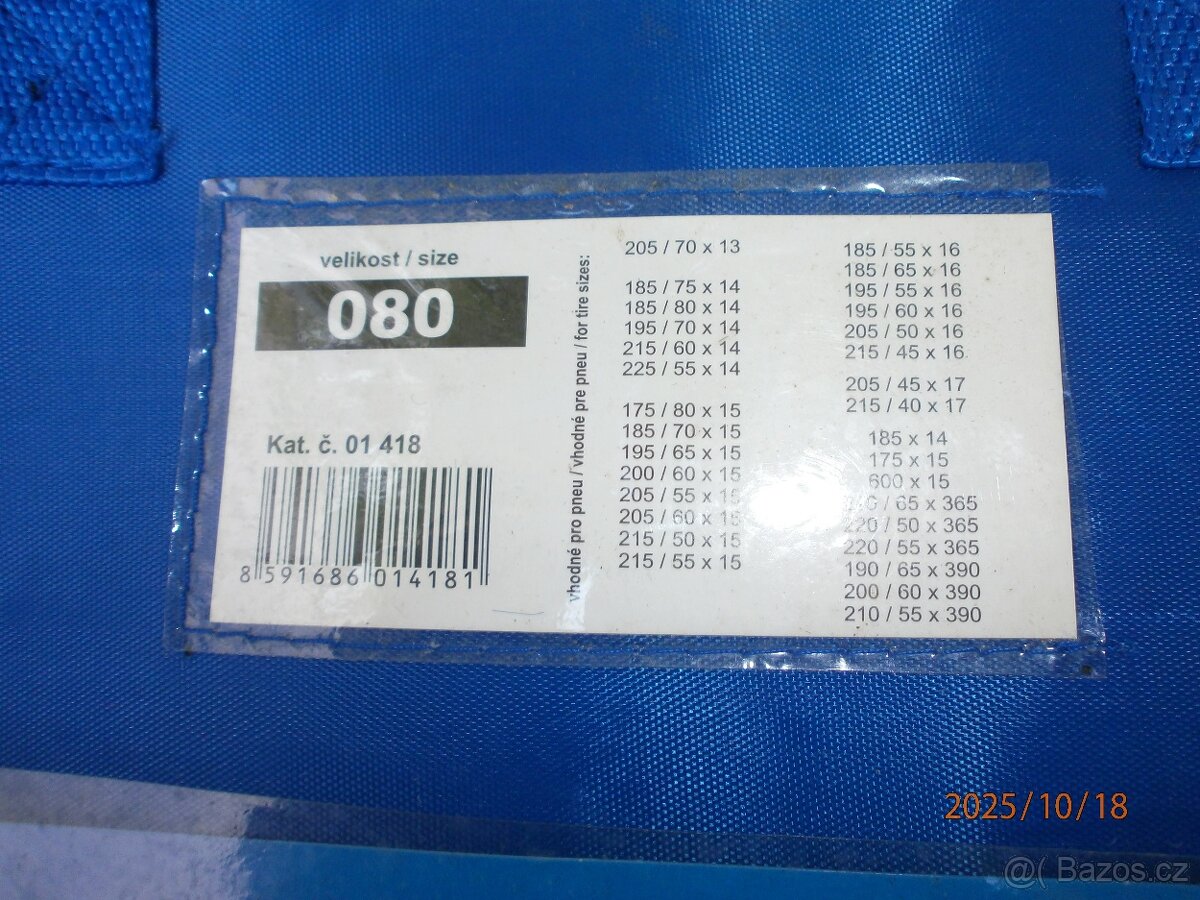 velikost / size
080
Kat. č. 01 418
8 591686 014181
vhodné pro pneu / vhodné pre pneu / for tire sizes:
205 / 70 x 13
185 / 75 x 14
185 / 80 x 14
195 / 70 x 14
215 / 60 x 14
225 / 55 x 14
175 / 80 x 15
185 / 70 x 15
195 / 65 x 15
200 / 60 x 15
205 / 55 x 15
205 / 60 x 15
215 / 50 x 15
215 / 55 x 15
185 / 55 x 16
185 / 65 x 16
195 / 55 x 16
195 / 60 x 16
205 / 50 x 16
215 / 45 x 16
205 / 45 x 17
215 / 40 x 17
185 x 14
175 x 15
600 x 15
/ 65 x 365
220 / 50 x 365
220 / 55 x 365
190 / 65 x 390
200 / 60 x 390
210 / 55 x 390
2025/10/18
@( Bazos.cz